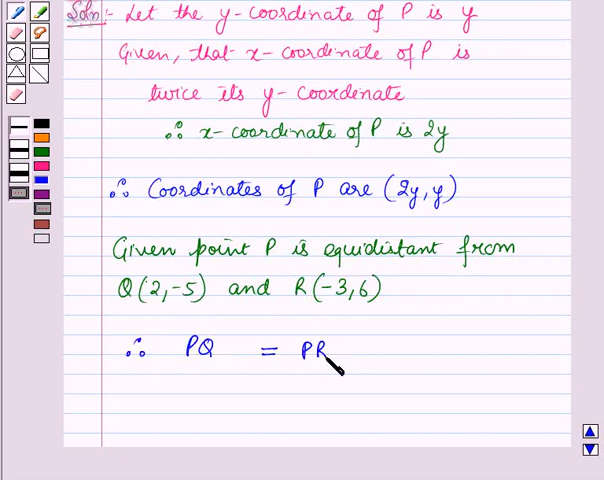 Soln:- Let the y-coordinate of P is y
Given, that x-coordinate of P is
twice its y-coordinate
∴ x-coordinate of P is 2y
∴ Coordinates of P are (2y, y)
Given point P is equidistant from
Q(2,-5) and R(-3,6)
∴ PQ = PR